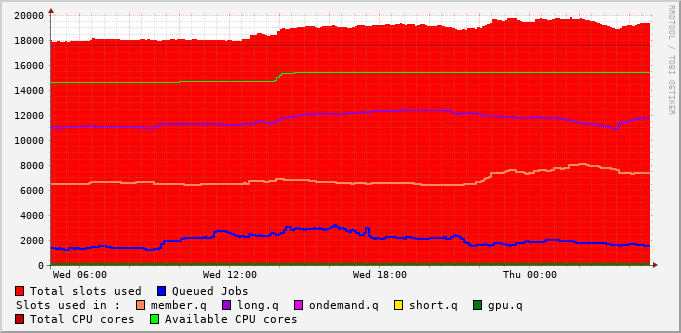 RRDTOOL / TOBI OETIKER
20000
18000
16000
14000
12000
10000
8000
6000
4000
2000
0
Wed 06:00 Wed 12:00 Wed 18:00 Thu 00:00
Total slots used Queued Jobs
Slots used in : member.q long.q ondemand.q short.q gpu.q
Total CPU cores Available CPU cores